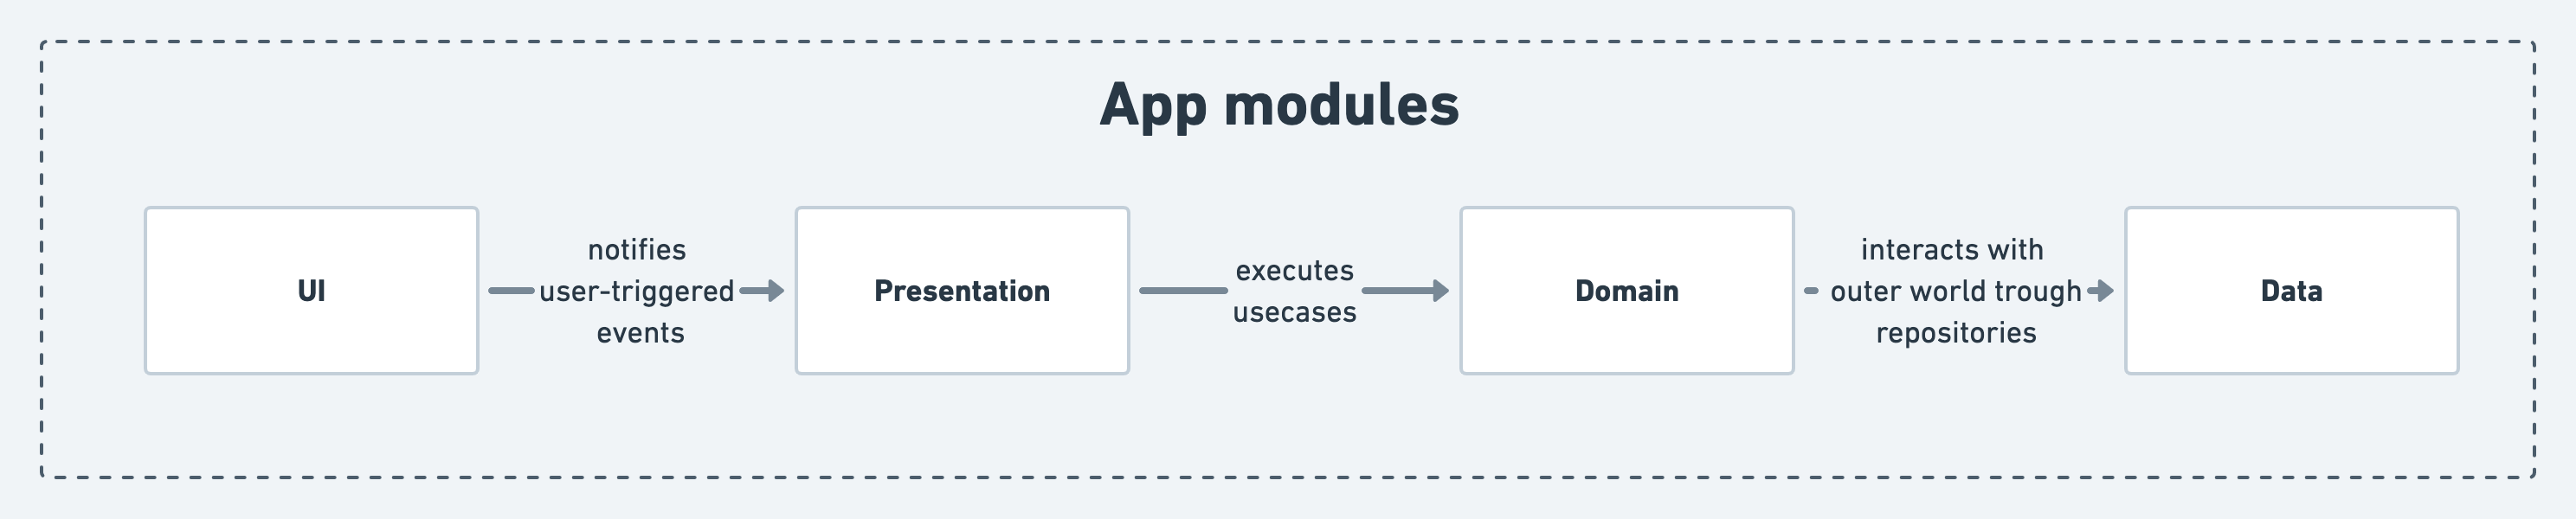 App modules
UI
notifies
user-triggered
events
Presentation
executes
usecases
Domain
interacts with
outer world trough
repositories
Data